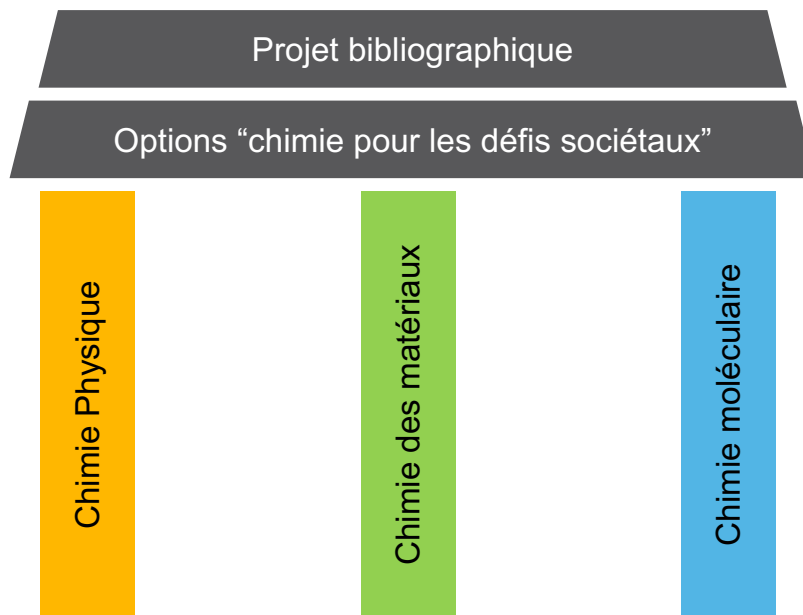 Projet bibliographique
Options “chimie pour les défis sociétaux”
Chimie Physique
Chimie des matériaux
Chimie moléculaire